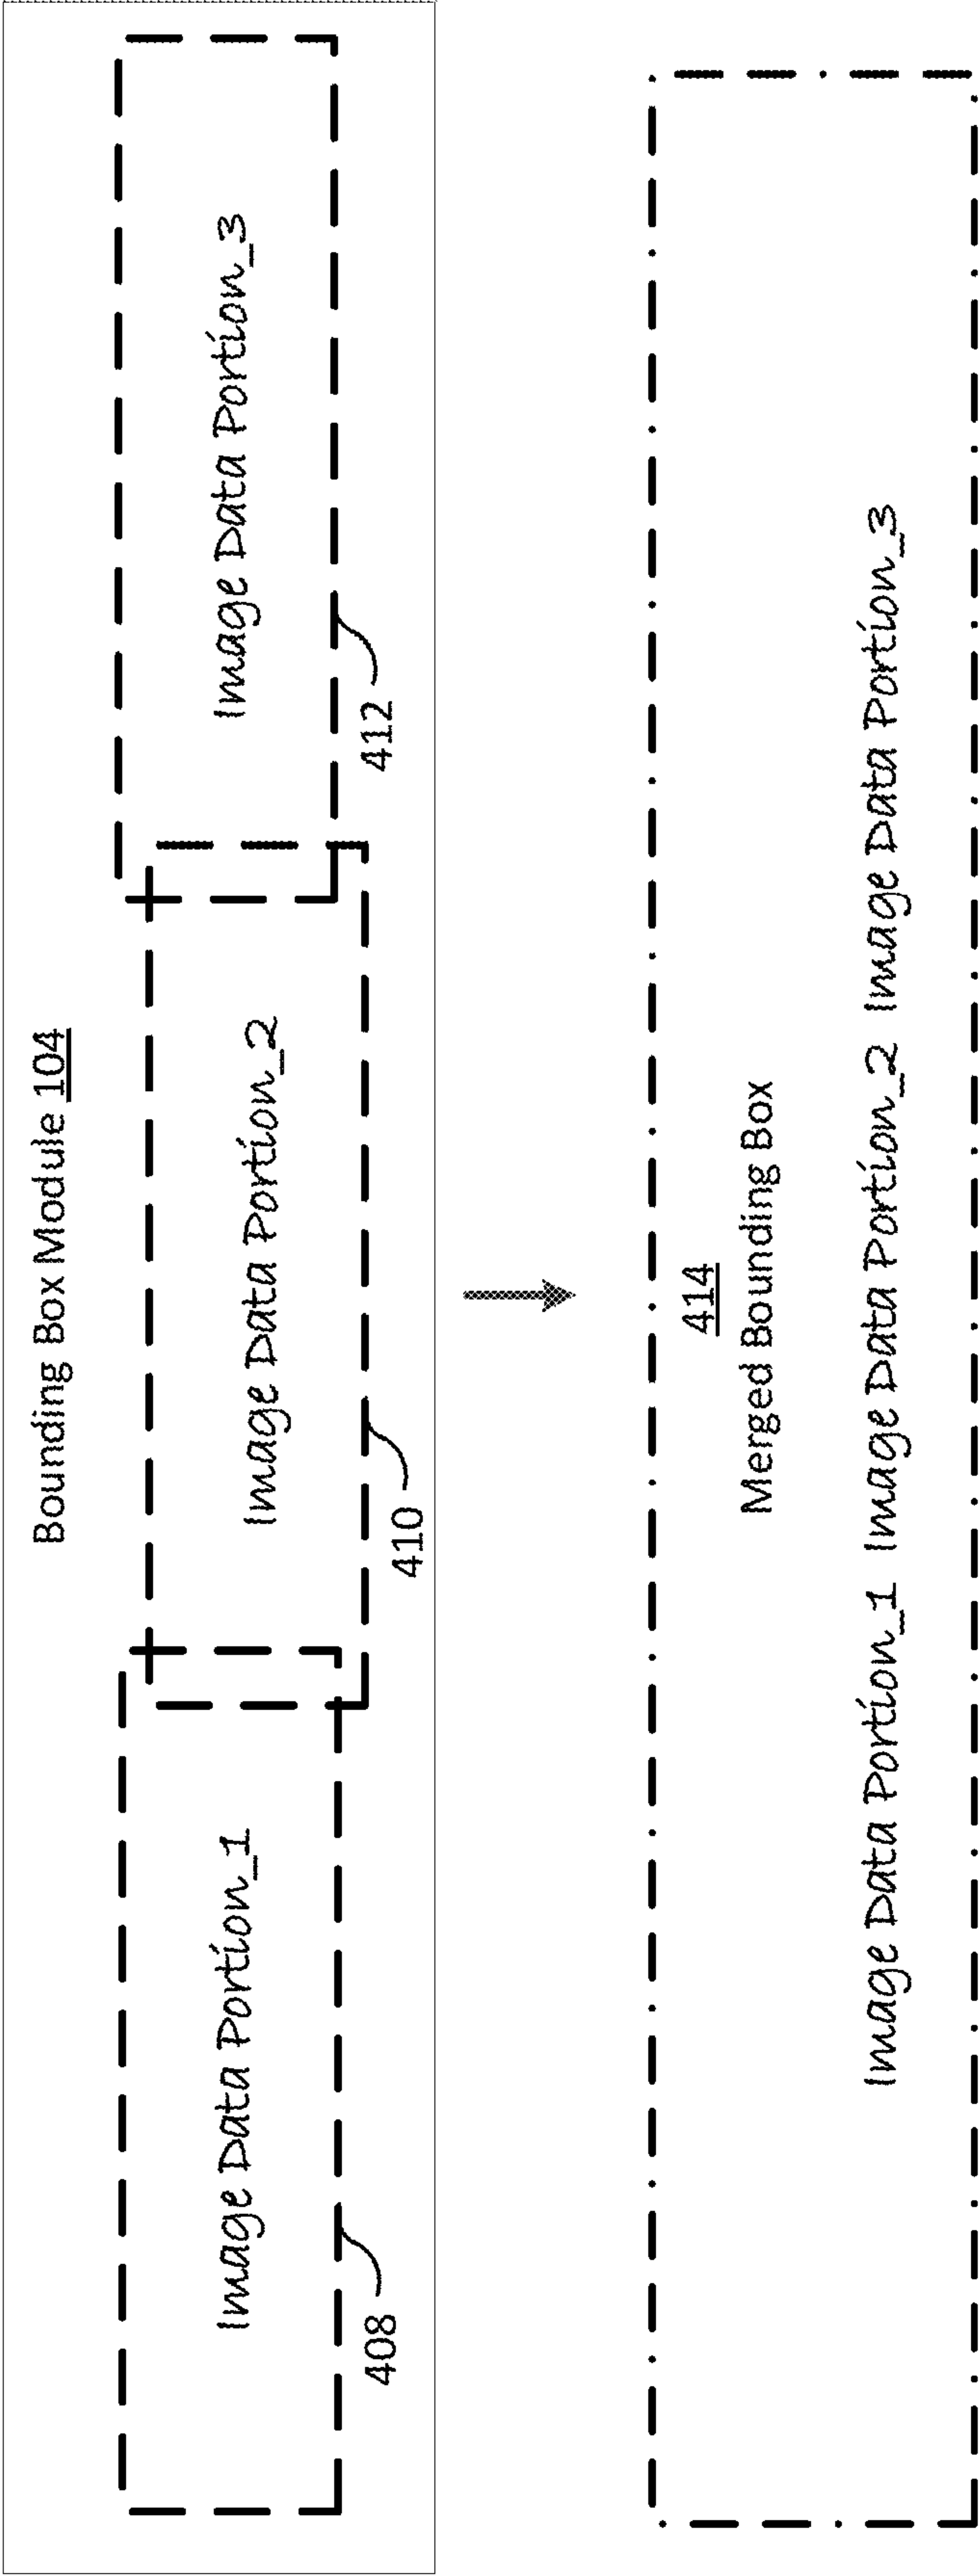 Bounding Box Module 104
Image Data Portion_1
Image Data Portion_2
Image Data Portion_3
408
410
412
414
Merged Bounding Box
Image Data Portion_1 Image Data Portion_2 Image Data Portion_3